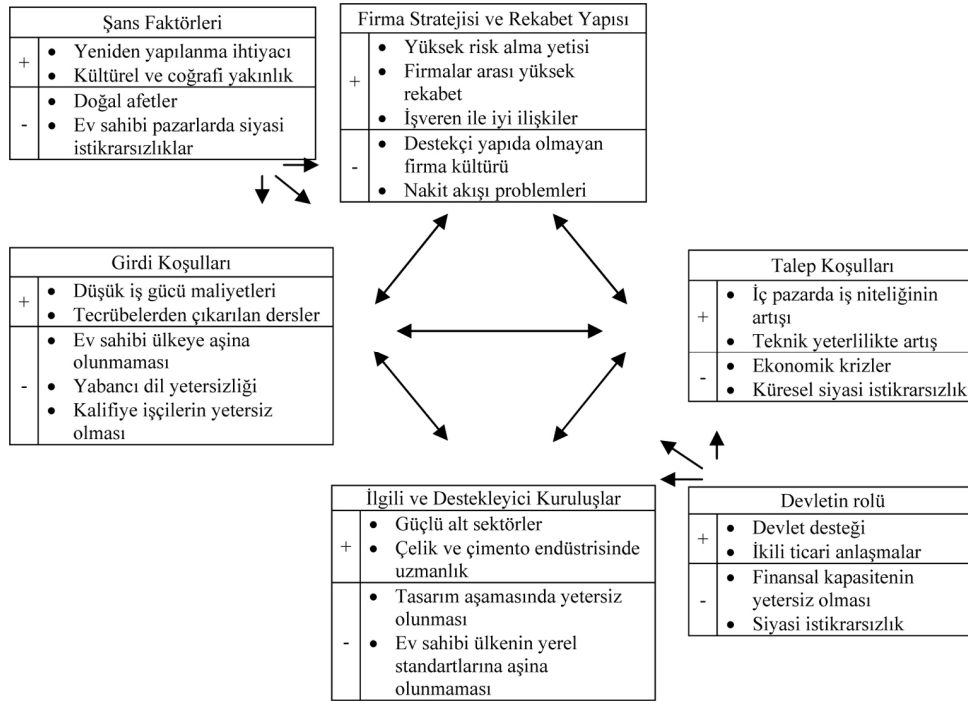 Şans Faktörleri
+
• Yeniden yapılanma ihtiyacı
• Kültürel ve coğrafi yakınlık
-
• Doğal afetler
• Ev sahibi pazarlarda siyasi
istikrarsızlıklar
Firma Stratejisi ve Rekabet Yapısı
+
• Yüksek risk alma yetisi
• Firmalar arası yüksek
rekabet
• İşveren ile iyi ilişkiler
-
• Destekçi yapıda olmayan
firma kültürü
• Nakit akışı problemleri
Girdi Koşulları
+
• Düşük iş gücü maliyetleri
• Tecrübelerden çıkarılan dersler
-
• Ev sahibi ülkeye aşina
olunmaması
• Yabancı dil yetersizliği
• Kalifiye işçilerin yetersiz
olması
Talep Koşulları
+
• İç pazarda iş niteliğinin
artışı
• Teknik yeterlilikte artış
-
• Ekonomik krizler
• Küresel siyasi istikrarsızlık
İlgili ve Destekleyici Kuruluşlar
+
• Güçlü alt sektörler
• Çelik ve çimento endüstrisinde
uzmanlık
-
• Tasarım aşamasında yetersiz
olunması
• Ev sahibi ülkenin yerel
standartlarına aşina
olunmaması
Devletin rolü
+
• Devlet desteği
• İkili ticari anlaşmalar
-
• Finansal kapasitenin
yetersiz olması
• Siyasi istikrarsızlık